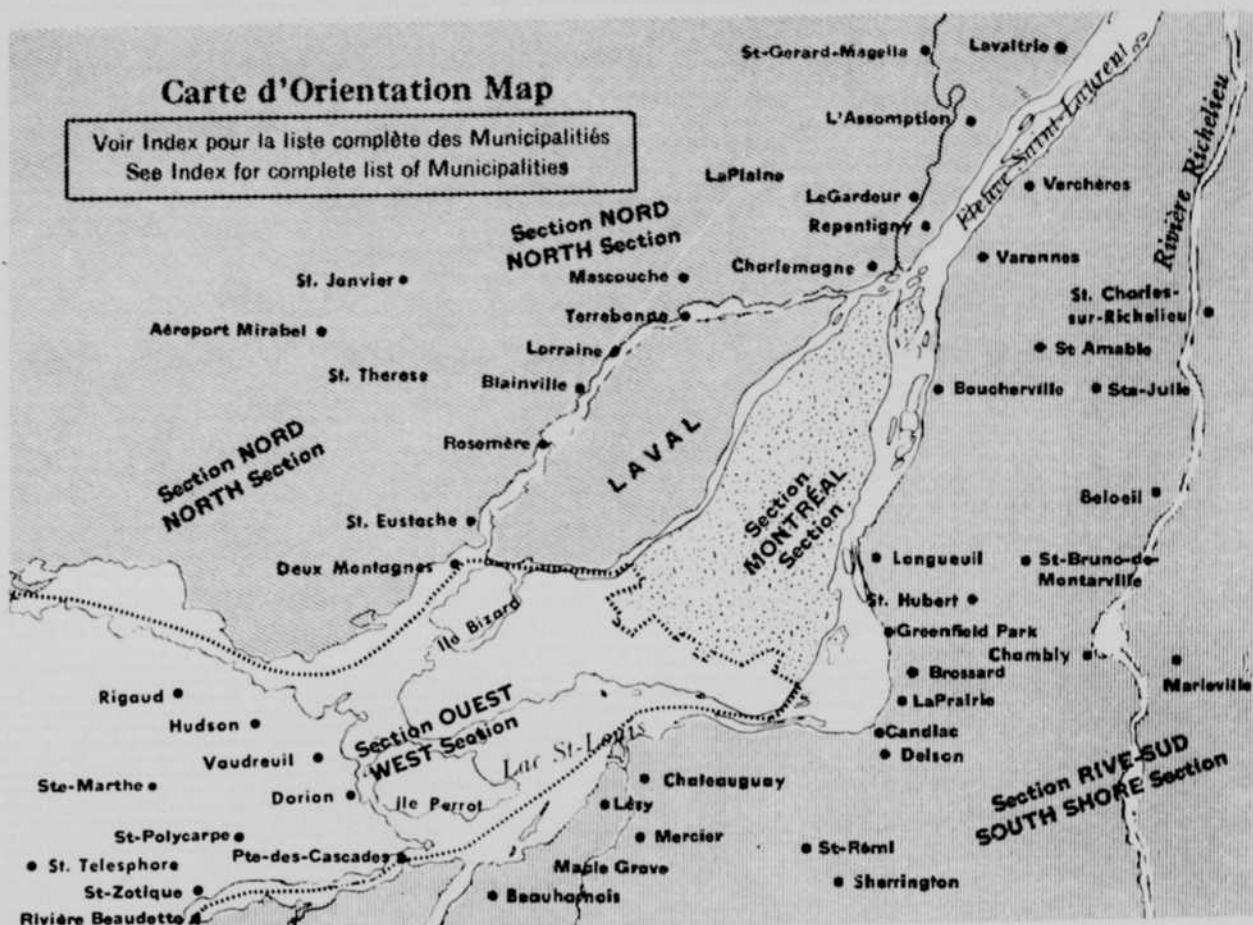 Carte d'Orientation Map
Voir Index pour la liste complète des Municipalitiés
See Index for complete list of Municipalities
St-Gerard-Magella
Lavaltrie
L'Assomption
Fleuve Saint-Laurent
Rivière Richelieu
LaPlaine
LeGardeur
Verchères
Repentigny
Section NORD
NORTH Section
Mascouche
Charlemagne
Varennes
St. Janvier
Terrebonne
St. Charles-
sur-Richelieu
Aéroport Mirabel
Lorraine
St Amable
St. Therese
Blainville
Boucherville
Ste-Julie
Rosemère
LAVAL
Section NORD
NORTH Section
Section
MONTRÉAL
Section
Beloeil
St. Eustache
Deux Montagnes
Longueuil
St-Bruno-de-
Montarville
Ile Bizard
St. Hubert
Greenfield Park
Chambly
Brossard
Marieville
Rigaud
LaPrairie
Hudson
Section OUEST
WEST Section
Candiac
Vaudreuil
Lac St-Louis
Delson
Ste-Marthe
Chateauguay
Section RIVE-SUD
SOUTH SHORE Section
Dorion
Ile Perrot
Léry
St-Polycarpe
Mercier
St-Rémi
Pte-des-Cascades
St. Telesphore
Maple Grove
Sherrington
St-Zotique
Beauharnois
Rivière Beaudette